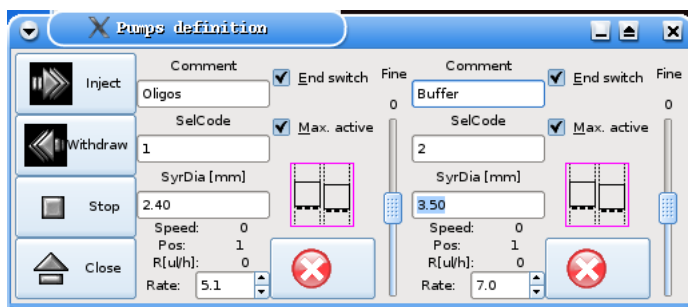 Pumps definition
Inject
Withdraw
Stop
Close
Comment
Oligos
SelCode
1
SyrDia [mm]
2.40
Speed: 0
Pos: 1
R[ul/h]: 0
Rate: 5.1
End switch
Max. active
Fine
0
Comment
Buffer
SelCode
2
SyrDia [mm]
3.50
Speed: 0
Pos: 1
R[ul/h]: 0
Rate: 7.0
End switch
Max. active
Fine
0